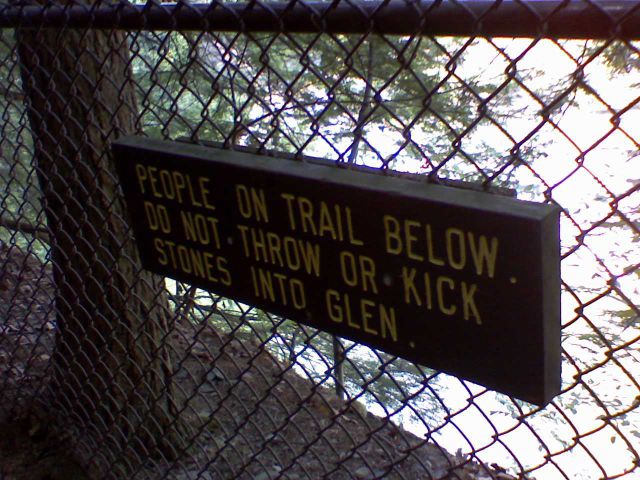 PEOPLE ON TRAIL BELOW.
DO NOT THROW OR KICK
STONES INTO GLEN.